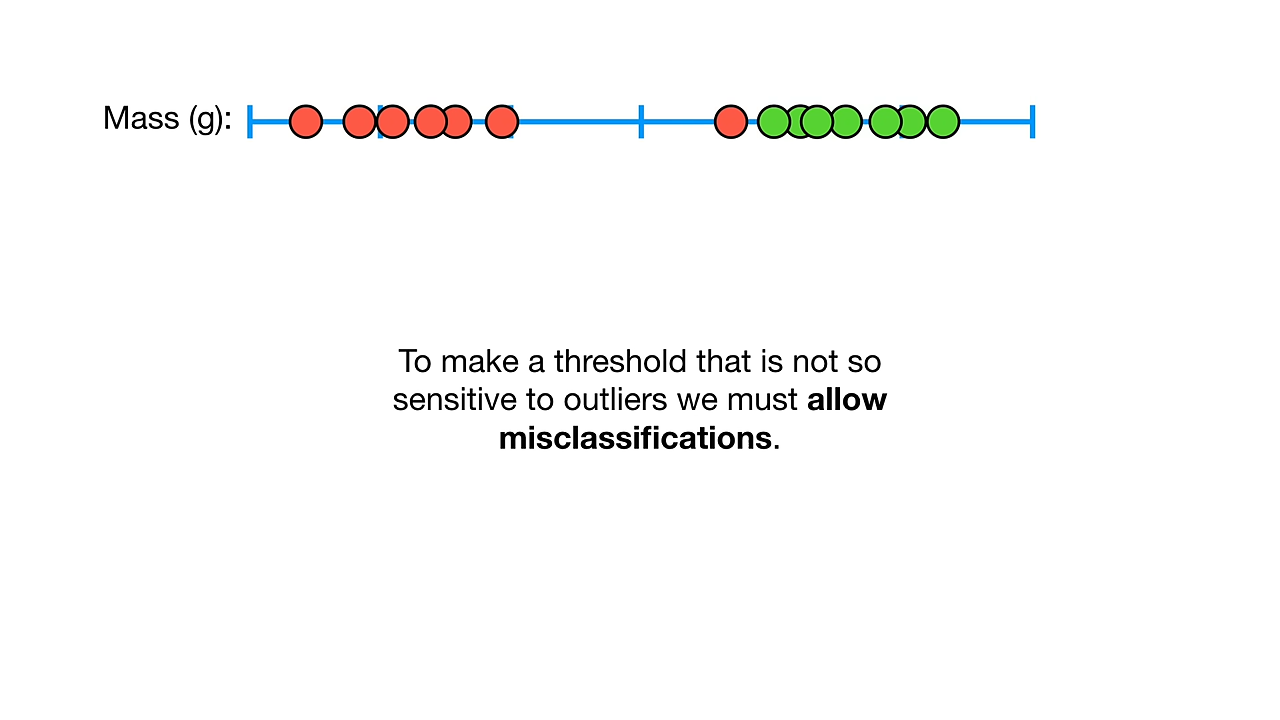 Mass (g):
To make a threshold that is not so
sensitive to outliers we must allow
misclassifications.